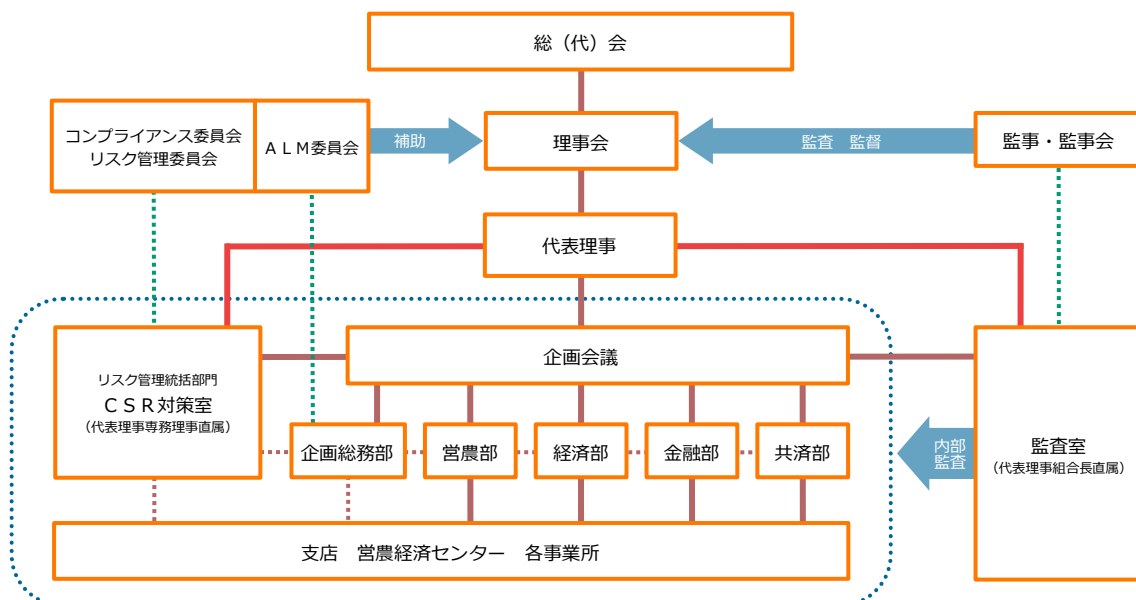 総（代）会
コンプライアンス委員会
リスク管理委員会
ＡＬＭ委員会
補助
理事会
監査　監督
監事・監事会
代表理事
リスク管理統括部門
ＣＳＲ対策室
（代表理事専務理事直属）
企画会議
企画総務部
営農部
経済部
金融部
共済部
内部
監査
監査室
（代表理事組合長直属）
支店　営農経済センター　各事業所